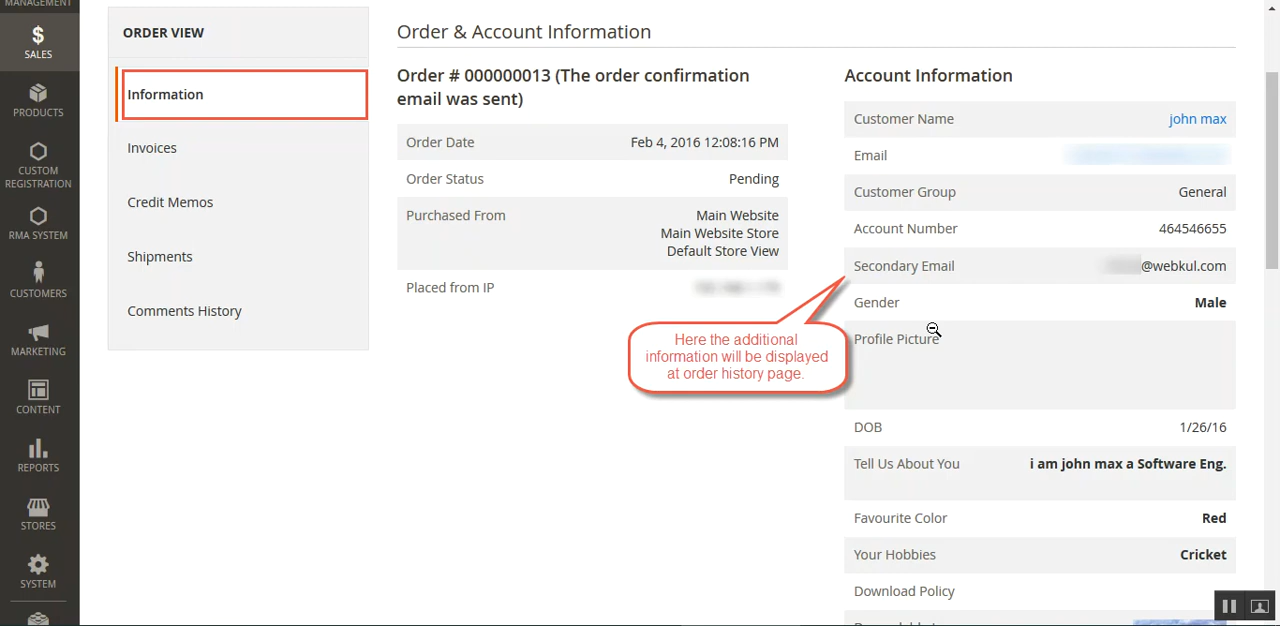 MANAGEMENT
$
SALES
PRODUCTS
CUSTOM
REGISTRATION
RMA SYSTEM
CUSTOMERS
MARKETING
CONTENT
REPORTS
STORES
SYSTEM
ORDER VIEW
Information
Invoices
Credit Memos
Shipments
Comments History
Order & Account Information
Order # 000000013 (The order confirmation
email was sent)
Order Date Feb 4, 2016 12:08:16 PM
Order Status Pending
Purchased From Main Website
Main Website Store
Default Store View
Placed from IP
Here the additional
information will be displayed
at order history page.
Account Information
Customer Name john max
Email
Customer Group General
Account Number 464546655
Secondary Email @webkul.com
Gender Male
Profile Picture
DOB 1/26/16
Tell Us About You i am john max a Software Eng.
Favourite Color Red
Your Hobbies Cricket
Download Policy